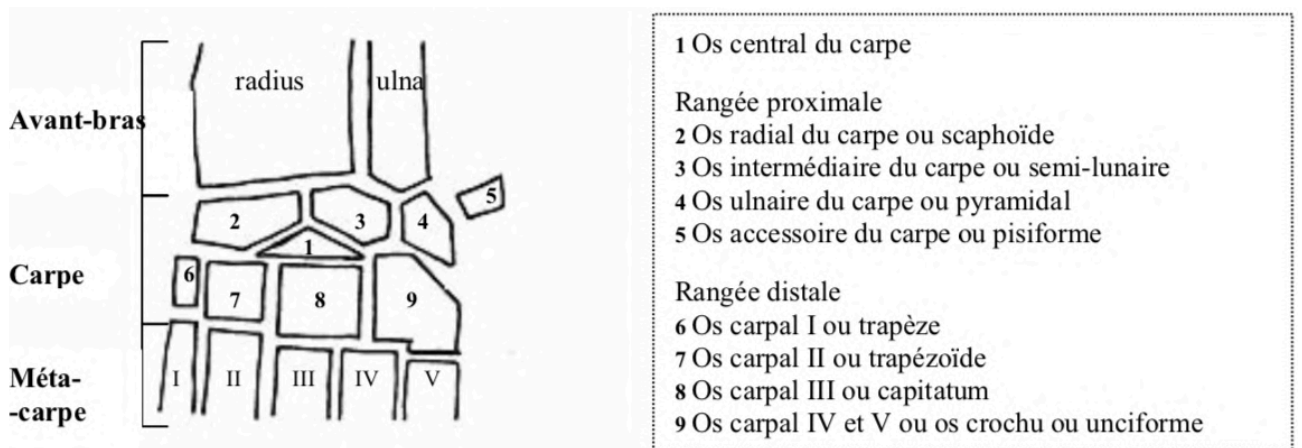 Avant-bras
radius
ulna
5
2
3
4
1
Carpe
6
7
8
9
Méta-
-carpe
I
II
III
IV
V
1 Os central du carpe
Rangée proximale
2 Os radial du carpe ou scaphoïde
3 Os intermédiaire du carpe ou semi-lunaire
4 Os ulnaire du carpe ou pyramidal
5 Os accessoire du carpe ou pisiforme
Rangée distale
6 Os carpal I ou trapèze
7 Os carpal II ou trapézoïde
8 Os carpal III ou capitatum
9 Os carpal IV et V ou os crochu ou unciforme